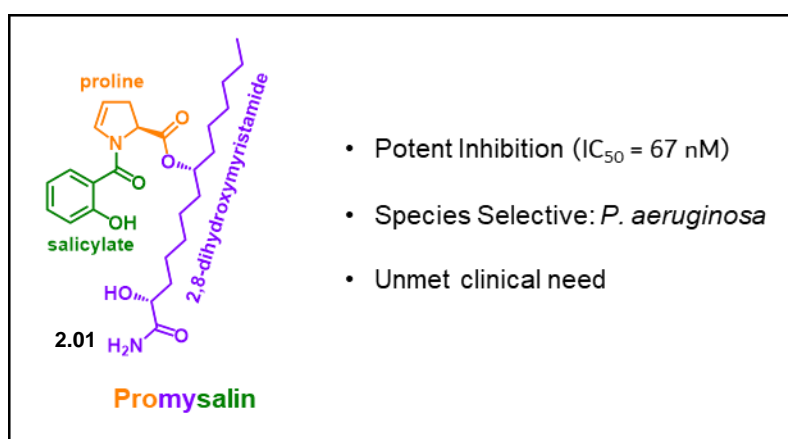 proline
O
N
O
O
OH
salicylate
2,8-dihydroxymyristamide
HO
2.01
H₂N
O
Promysalin
• Potent Inhibition (IC₅₀ = 67 nM)
• Species Selective: P. aeruginosa
• Unmet clinical need